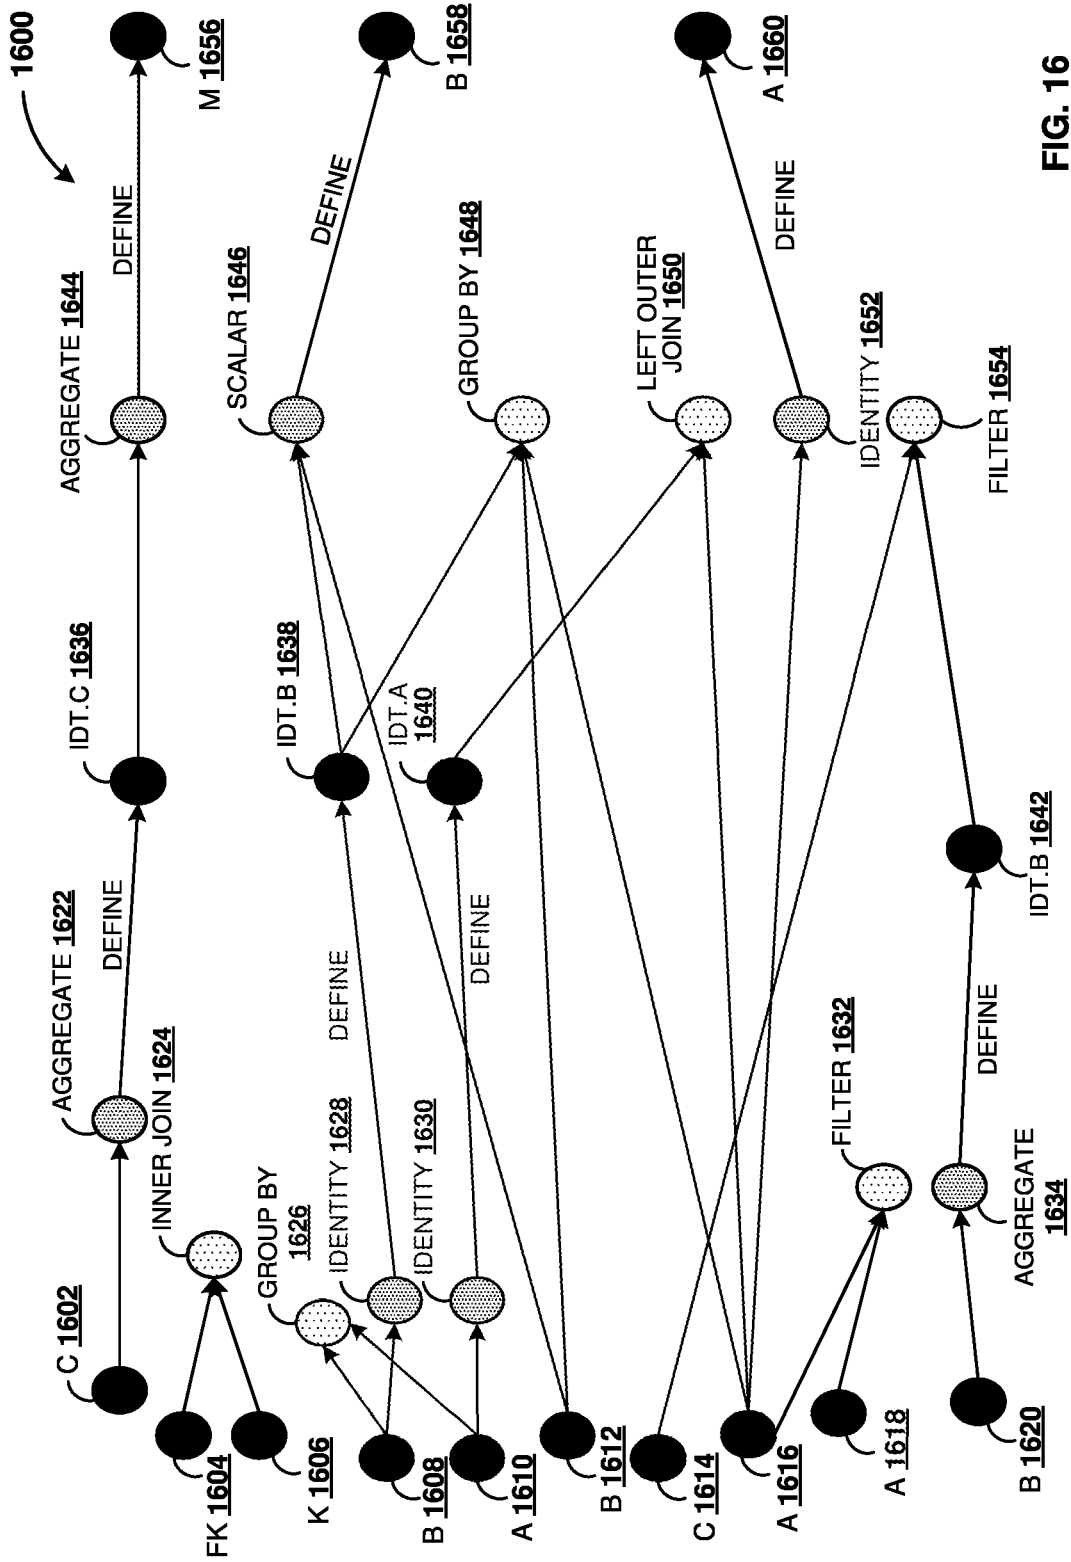 1600
C 1602
FK 1604
K 1606
B 1608
A 1610
B 1612
C 1614
A 1616
A 1618
B 1620
AGGREGATE 1622
INNER JOIN 1624
GROUP BY
1626
IDENTITY 1628
IDENTITY 1630
FILTER 1632
AGGREGATE
1634
DEFINE
DEFINE
DEFINE
DEFINE
IDT.C 1636
IDT.B 1638
IDT.A
1640
IDT.B 1642
AGGREGATE 1644
SCALAR 1646
GROUP BY 1648
LEFT OUTER
JOIN 1650
IDENTITY 1652
FILTER 1654
DEFINE
DEFINE
DEFINE
M 1656
B 1658
A 1660
FIG. 16